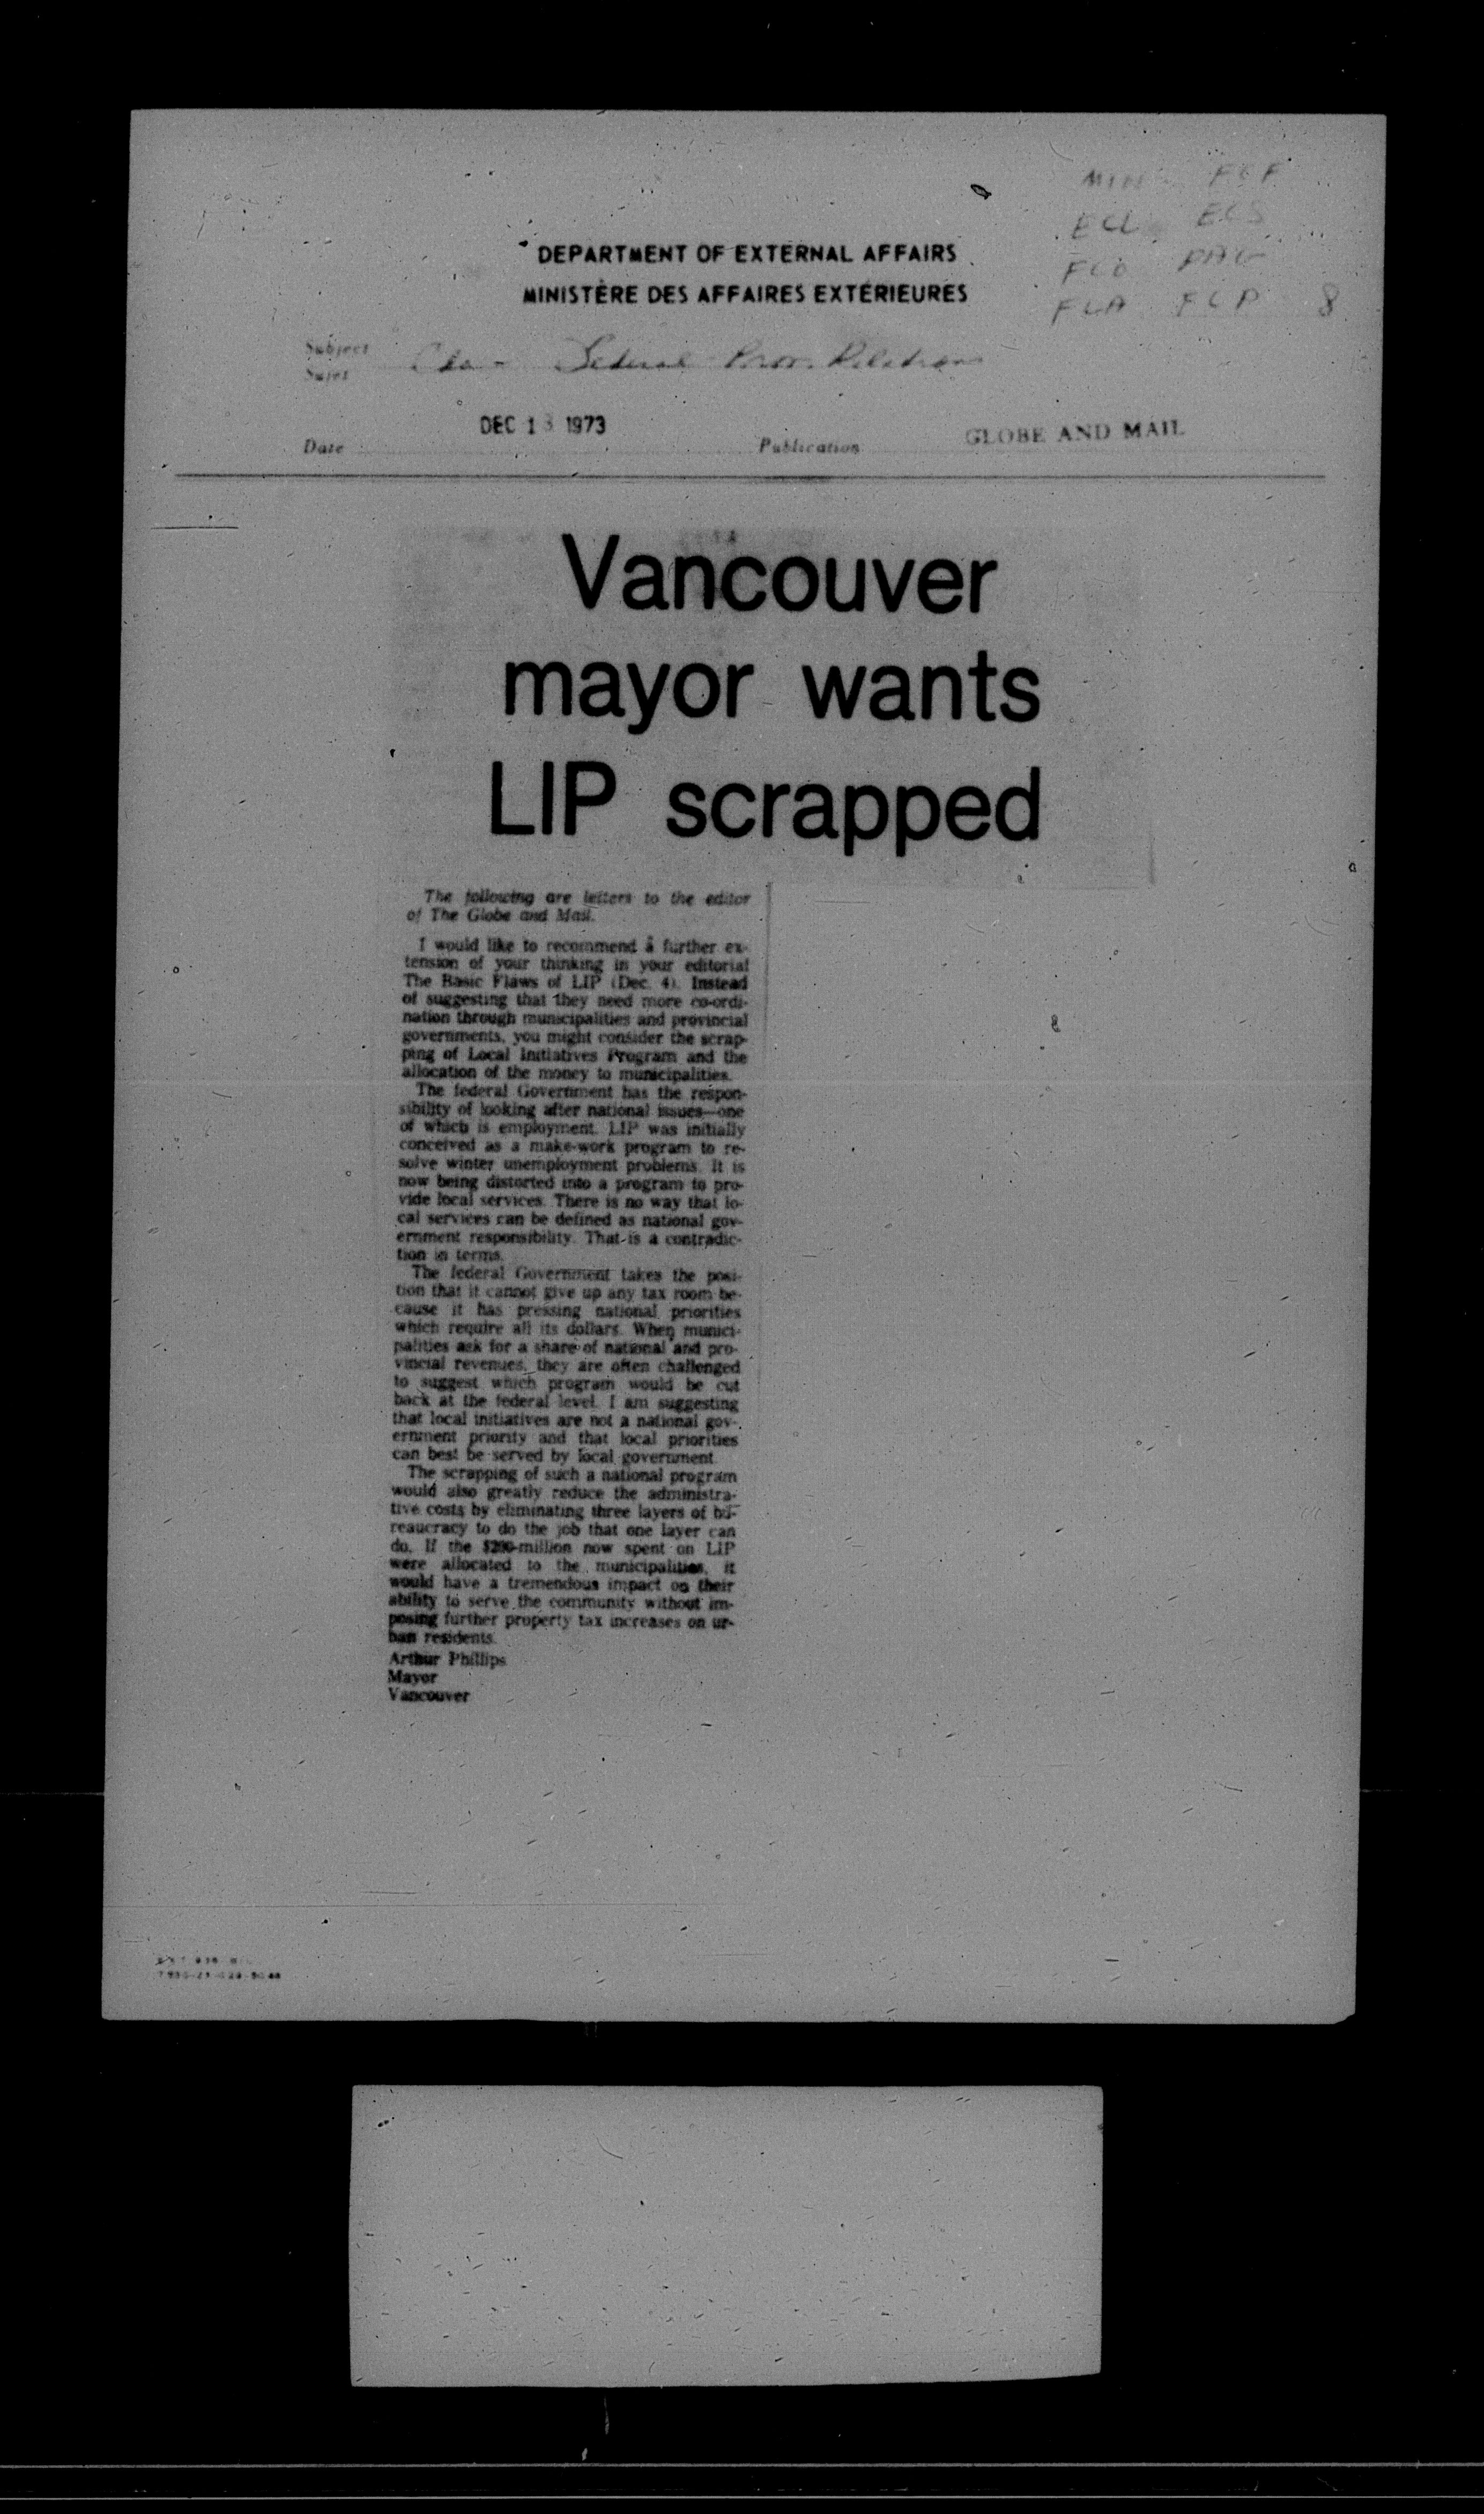 MIN FCF
ECL ECS
DEPARTMENT OF EXTERNAL AFFAIRS
FCO PAG
MINISTÈRE DES AFFAIRES EXTÉRIEURES
FLA FCP 8
Subject
Sujet
Federal Prov. Relations
DEC 13 1973
GLOBE AND MAIL
Date
Publication
Vancouver
mayor wants
LIP scrapped
The following are letters to the editor
of The Globe and Mail.
I would like to recommend a further ex-
tension of your thinking in your editorial
The Basic Flaws of LIP (Dec. 4). Instead
of suggesting that they need more co-ordi-
nation through municipalities and provincial
governments, you might consider the scrap-
ping of Local Initiatives Program and the
allocation of the money to municipalities.
The federal Government has the respon-
sibility of looking after national issues—one
of which is employment. LIP was initially
conceived as a make-work program to re-
solve winter unemployment problems. It is
now being distorted into a program to pro-
vide local services. There is no way that lo-
cal services can be defined as national gov-
ernment responsibility. That is a contradic-
tion in terms.
The federal Government takes the posi-
tion that it cannot give up any tax room be-
cause it has pressing national priorities
which require all its dollars. When munici-
palities ask for a share of national and pro-
vincial revenues, they are often challenged
to suggest which program would be cut
back at the federal level. I am suggesting
that local initiatives are not a national gov-
ernment priority and that local priorities
can best be served by local government.
The scrapping of such a national program
would also greatly reduce the administra-
tive costs by eliminating three layers of bu-
reaucracy to do the job that one layer can
do. If the $200-million now spent on LIP
were allocated to the municipalities, it
would have a tremendous impact on their
ability to serve the community without im-
posing further property tax increases on ur-
ban residents.
Arthur Phillips
Mayor
Vancouver